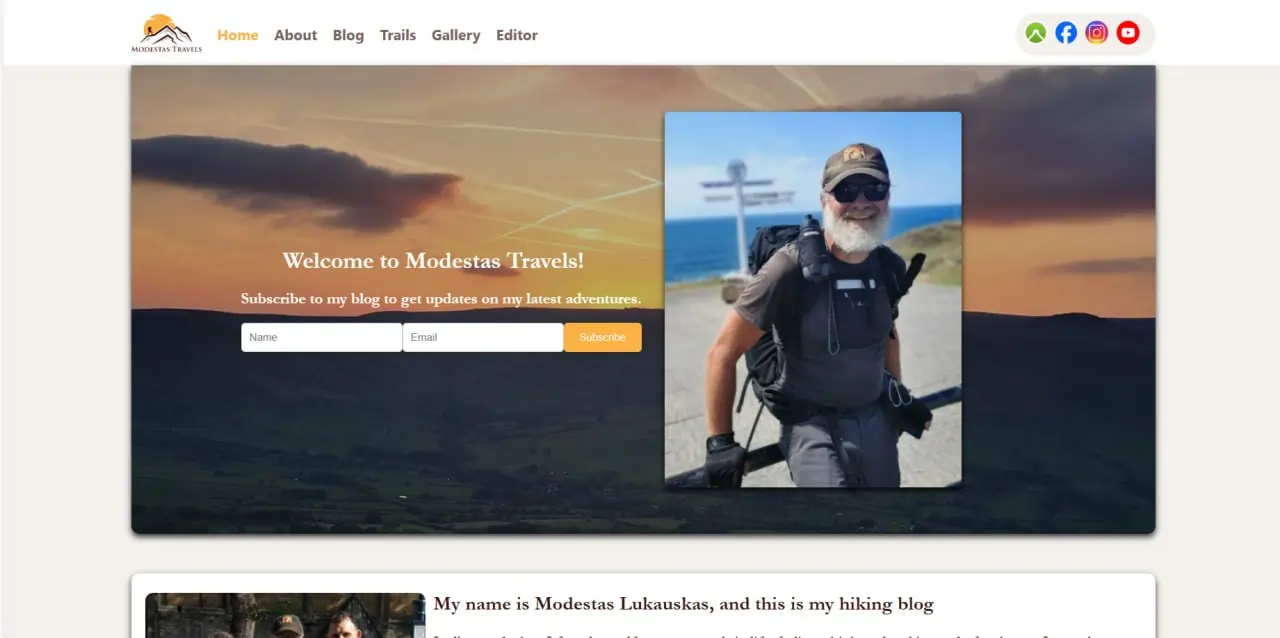 MODESTAS TRAVELS
Home About Blog Trails Gallery Editor
Welcome to Modestas Travels!
Subscribe to my blog to get updates on my latest adventures.
Name Email Subscribe
My name is Modestas Lukauskas, and this is my hiking blog